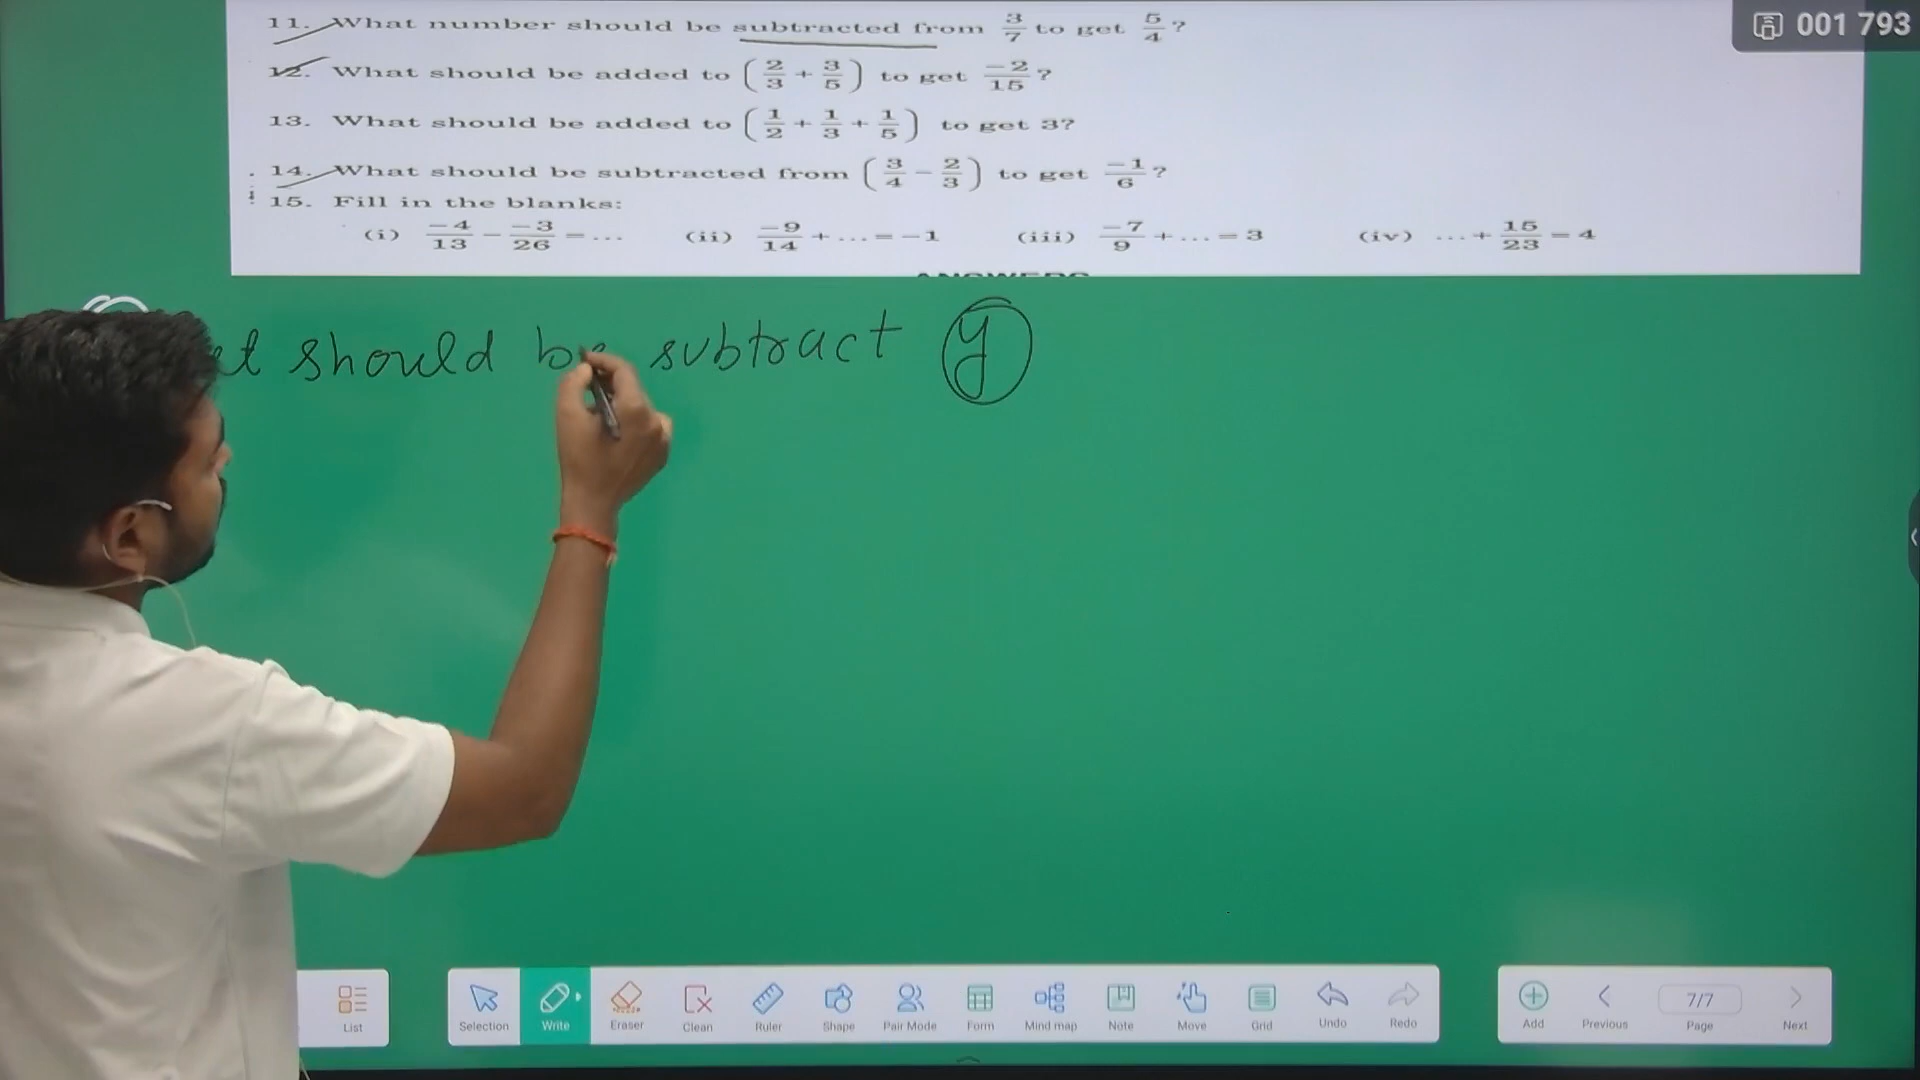 001 793
11. What number should be subtracted from 3/7 to get 5/4?
12. What should be added to (2/3 + 3/5) to get -2/15?
13. What should be added to (1/2 + 1/3 + 1/5) to get 3?
14. What should be subtracted from (3/4 - 2/3) to get -1/6?
15. Fill in the blanks:
(i) -4/13 - -3/26 = ... (ii) -9/14 + ... = -1 (iii) -7/9 + ... = 3 (iv) ... + 15/23 = 4
should be subtract y
List Selection Write Eraser Clean Ruler Shape Pair Mode Form Mind map Note Move Grid Undo Redo Add Previous 7/7 Page Next